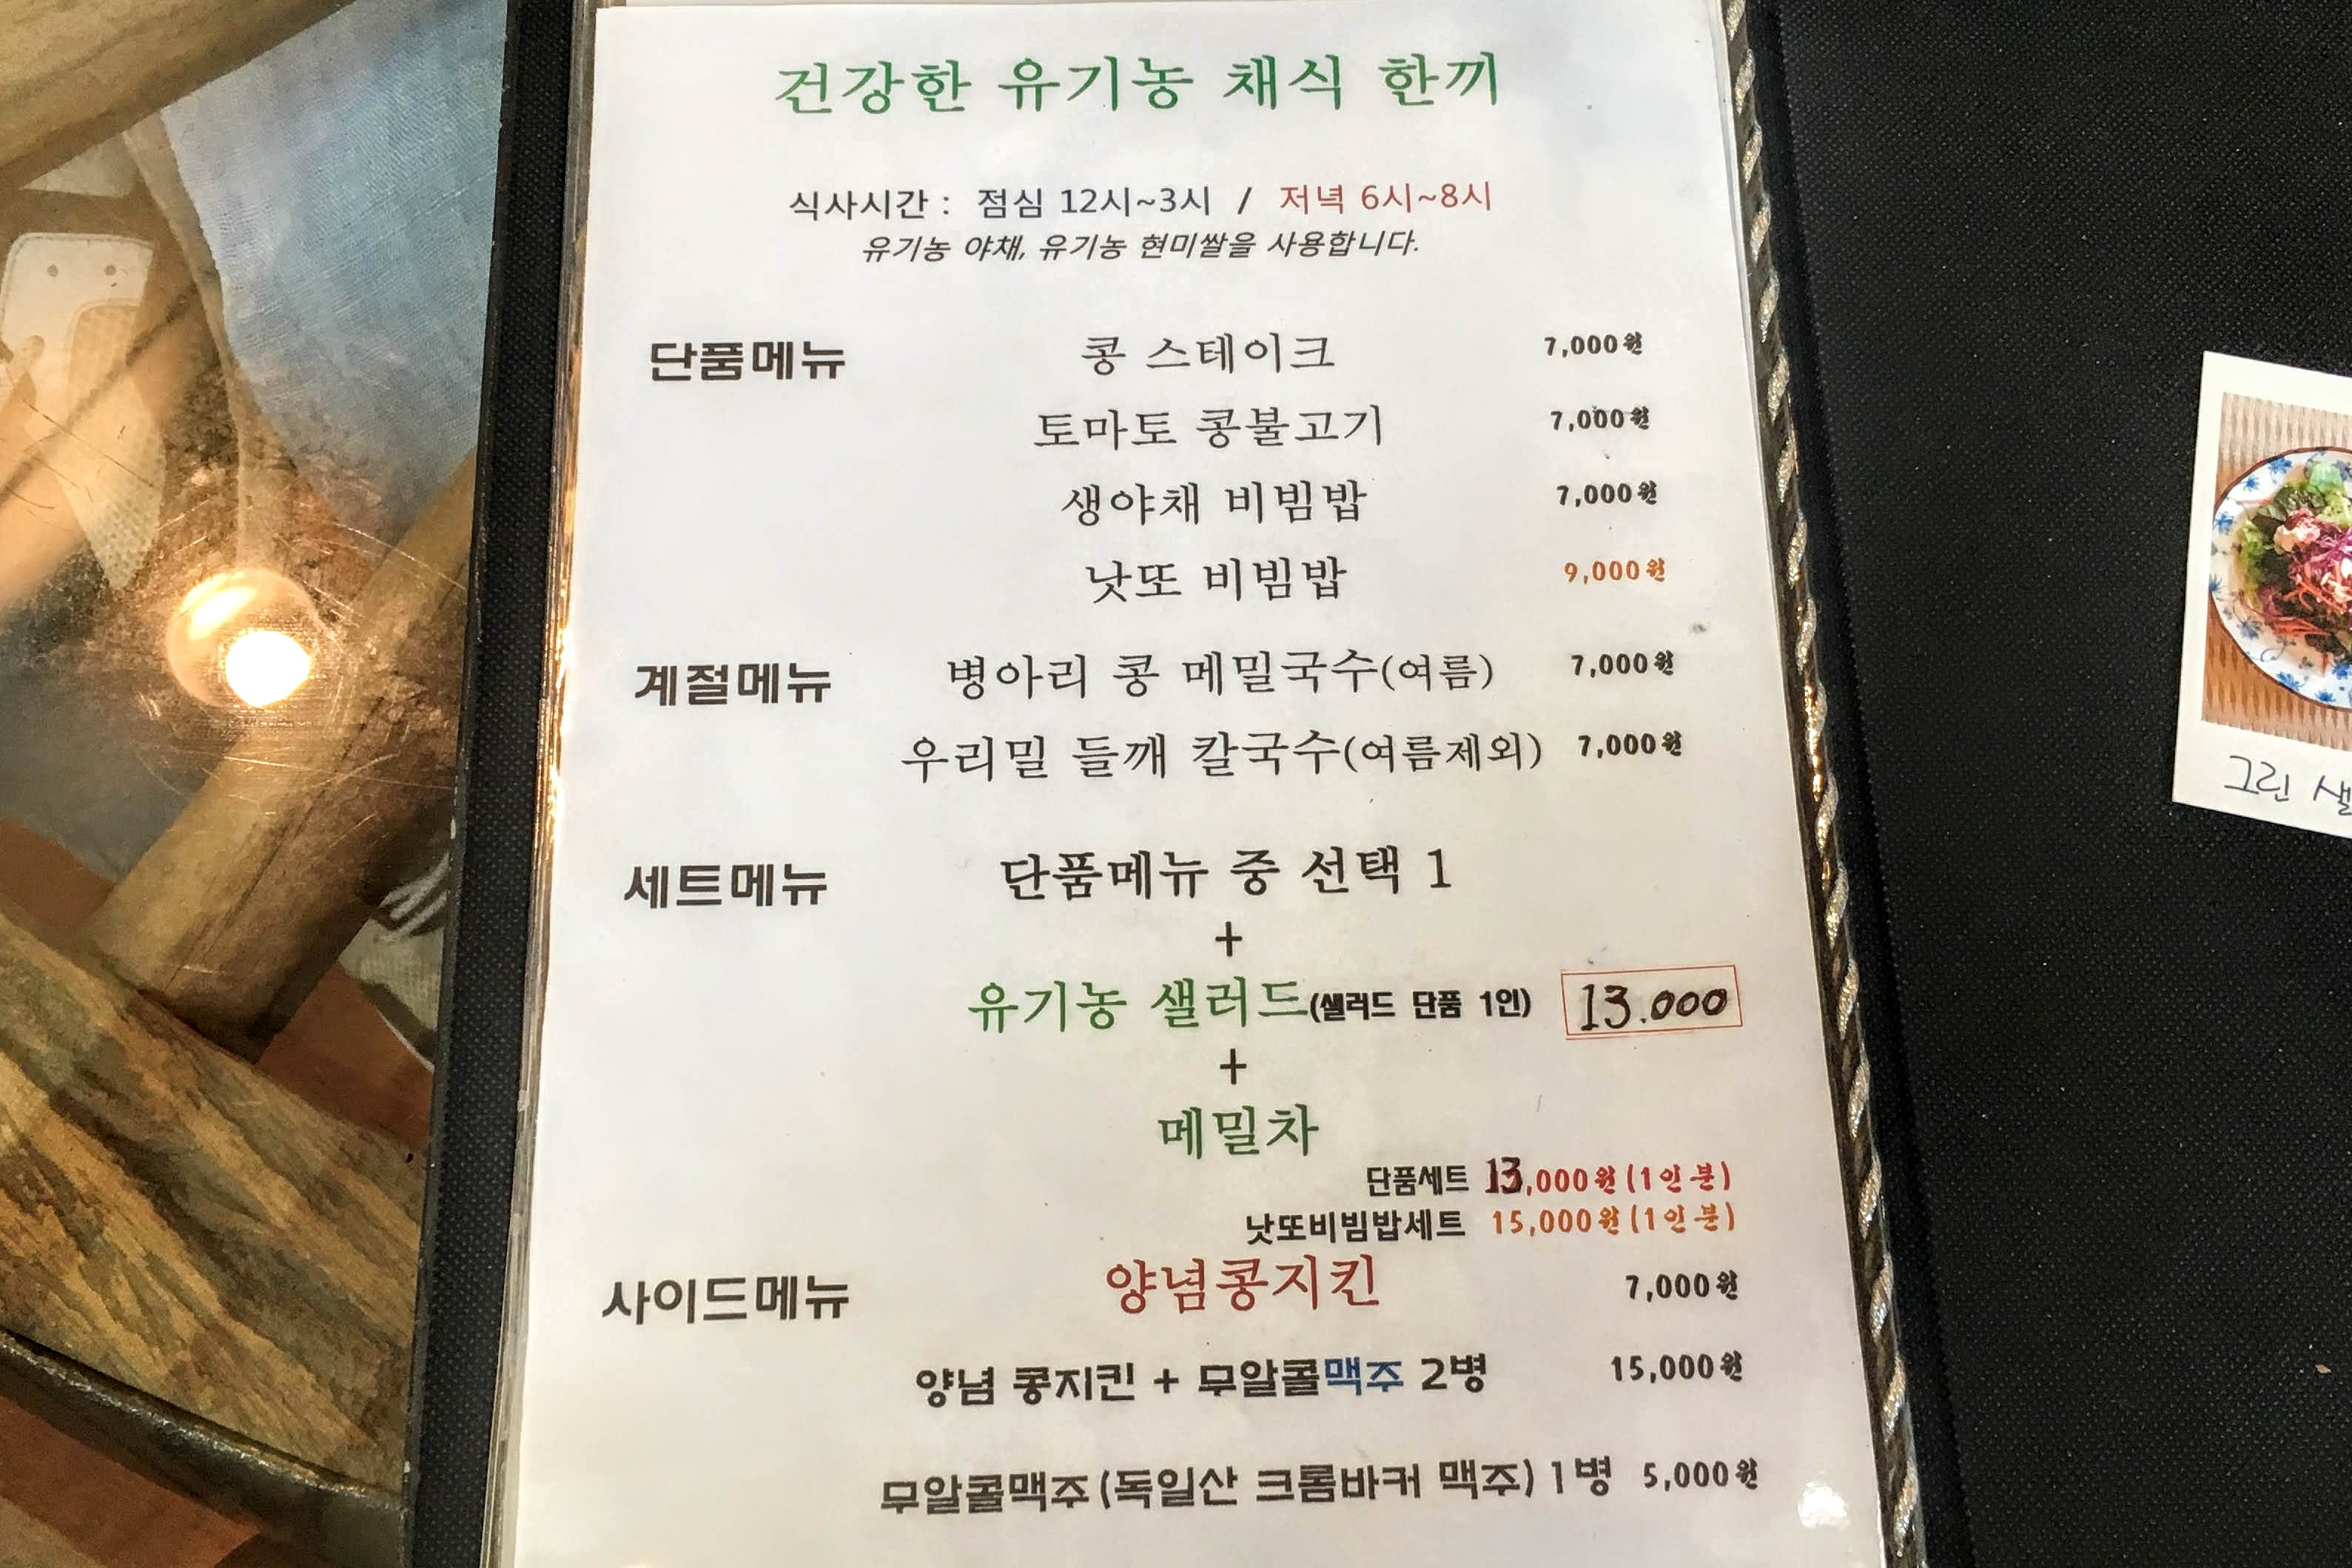 건강한 유기농 채식 한끼
식사시간 : 점심 12시~3시 / 저녁 6시~8시
유기농 야채, 유기농 현미쌀을 사용합니다.
단품메뉴 콩 스테이크 7,000원
토마토 콩불고기 7,000원
생야채 비빔밥 7,000원
낫또 비빔밥 9,000원
계절메뉴 병아리 콩 메밀국수(여름) 7,000원
우리밀 들깨 칼국수(여름제외) 7,000원
세트메뉴 단품메뉴 중 선택 1
+
유기농 샐러드(샐러드 단품 1인) 13.000
+
메밀차
단품세트 13,000원(1인분)
낫또비빔밥세트 15,000원(1인분)
사이드메뉴 양념콩지킨 7,000원
양념 콩지킨 + 무알콜맥주 2병 15,000원
무알콜맥주(독일산 크롬바커 맥주) 1병 5,000원
그린